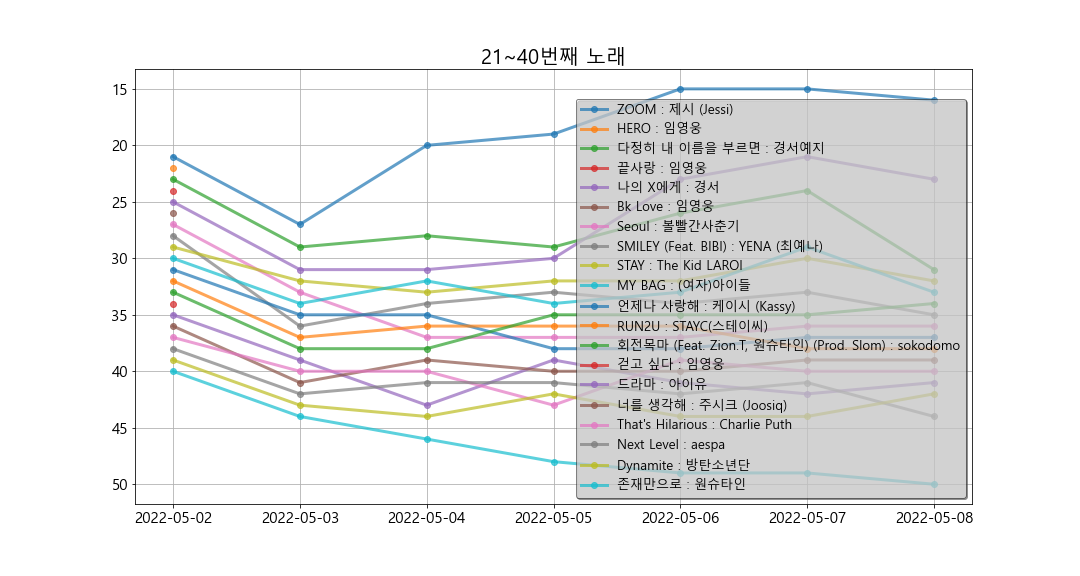 21~40번째 노래
15
20
25
30
35
40
45
50
ZOOM : 제시 (Jessi)
HERO : 임영웅
다정히 내 이름을 부르면 : 경서예지
끝사랑 : 임영웅
나의 X에게 : 경서
Bk Love : 임영웅
Seoul : 볼빨간사춘기
SMILEY (Feat. BIBI) : YENA (최예나)
STAY : The Kid LAROI
MY BAG : (여자)아이들
언제나 사랑해 : 케이시 (Kassy)
RUN2U : STAYC(스테이씨)
회전목마 (Feat. Zion.T, 원슈타인) (Prod. Slom) : sokodomo
걷고 싶다 : 임영웅
드라마 : 아이유
너를 생각해 : 주시크 (Joosiq)
That's Hilarious : Charlie Puth
Next Level : aespa
Dynamite : 방탄소년단
존재만으로 : 원슈타인
2022-05-02 2022-05-03 2022-05-04 2022-05-05 2022-05-06 2022-05-07 2022-05-08